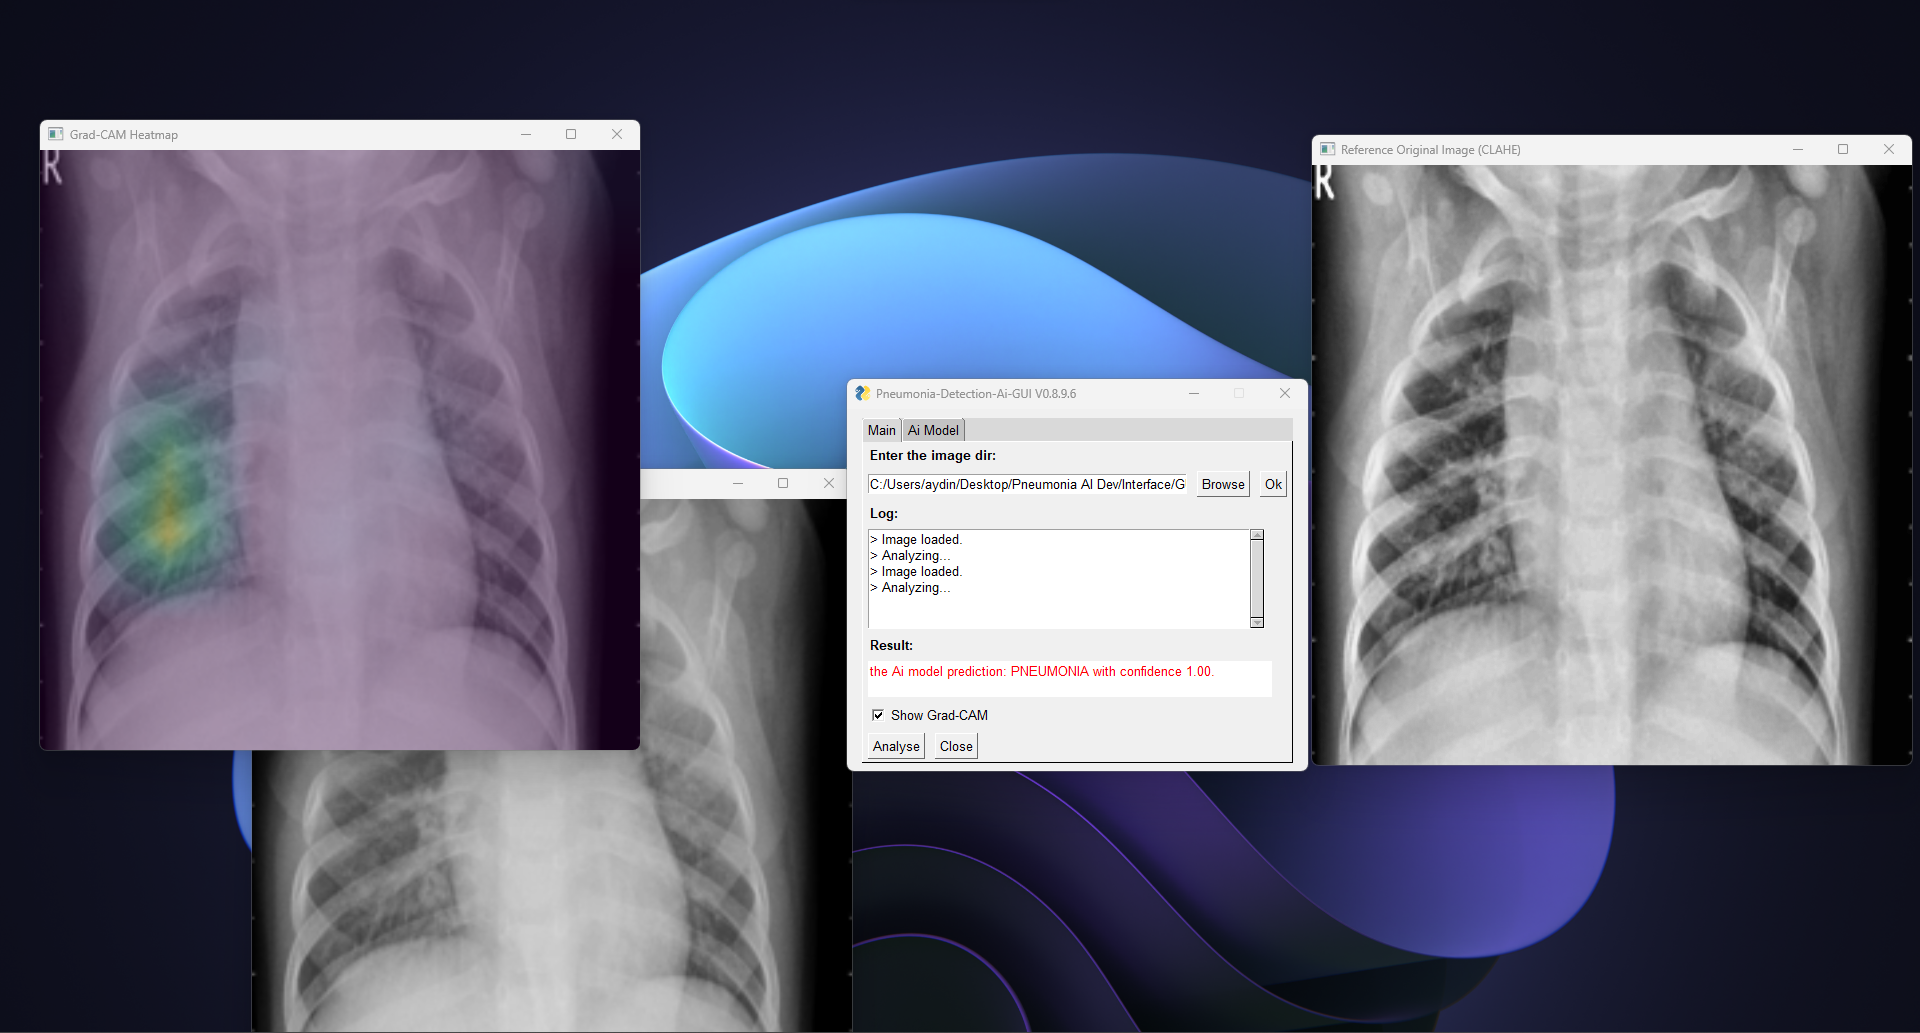 Grad-CAM Heatmap
R
Reference Original Image (CLAHE)
R
Pneumonia-Detection-Ai-GUI V0.8.9.6
Main Ai Model
Enter the image dir:
C:/Users/aydin/Desktop/Pneumonia AI Dev/Interface/G Browse Ok
Log:
> Image loaded.
> Analyzing...
> Image loaded.
> Analyzing...
Result:
the Ai model prediction: PNEUMONIA with confidence 1.00.
Show Grad-CAM
Analyse Close